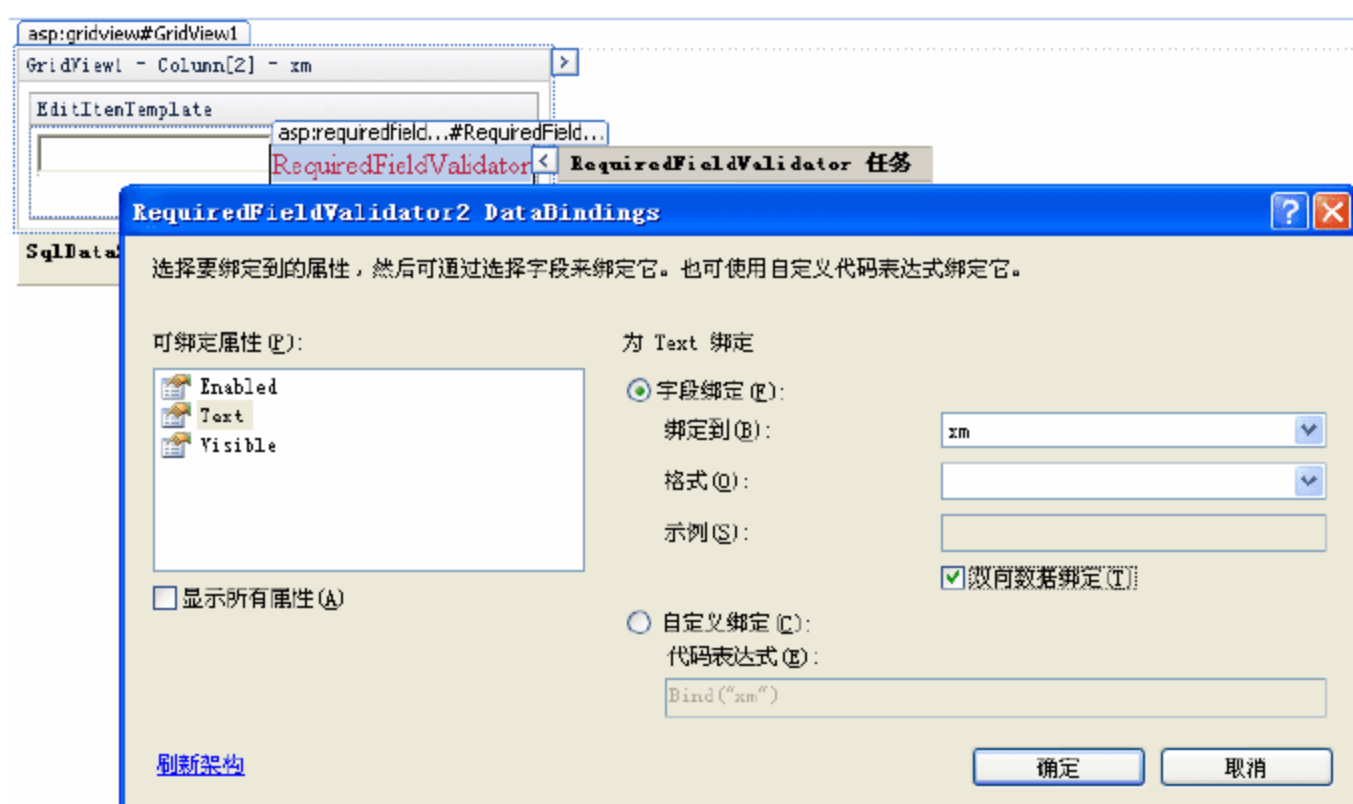 asp:gridview#GridView1
GridView1 - Column[2] - xm
EditItemTemplate
asp:requiredfield...#RequiredField...
RequiredFieldValidator
RequiredFieldValidator 任务
RequiredFieldValidator2 DataBindings
SqlData
选择要绑定到的属性，然后可通过选择字段来绑定它。也可使用自定义代码表达式绑定它。
可绑定属性(P):
为 Text 绑定
Enabled
Text
Visible
字段绑定(F):
绑定到(B):
xm
格式(O):
示例(S):
双向数据绑定(T)
显示所有属性(A)
自定义绑定(C):
代码表达式(E):
Bind("xm")
刷新架构
确定
取消